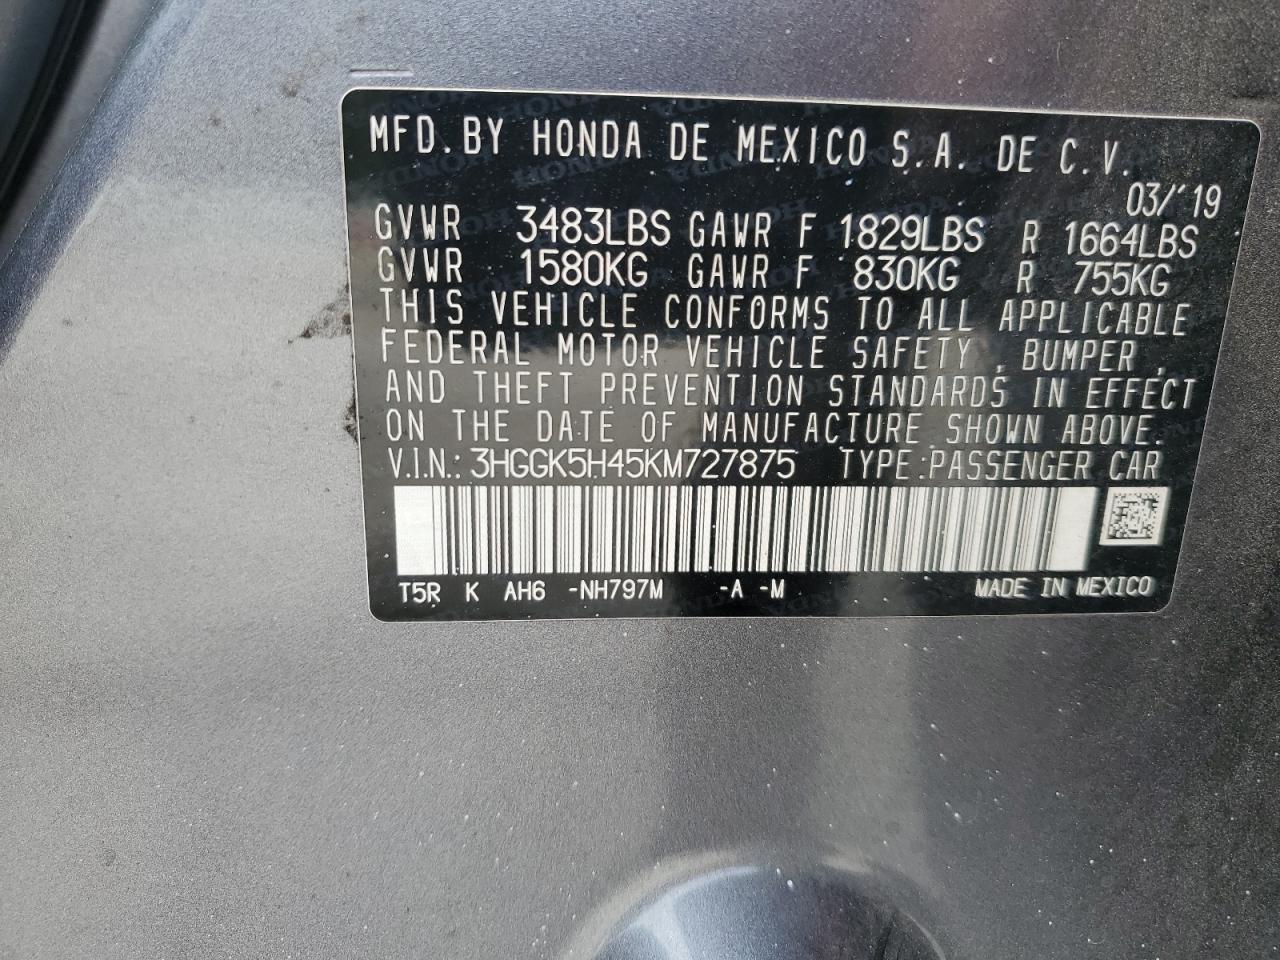 MFD. BY HONDA DE MEXICO S.A. DE C.V.
03/'19
GVWR 3483LBS GAWR F 1829LBS R 1664LBS
GVWR 1580KG GAWR F 830KG R 755KG
THIS VEHICLE CONFORMS TO ALL APPLICABLE
FEDERAL MOTOR VEHICLE SAFETY, BUMPER,
AND THEFT PREVENTION STANDARDS IN EFFECT
ON THE DATE OF MANUFACTURE SHOWN ABOVE.
V.I.N.: 3HGGK5H45KM727875 TYPE:PASSENGER CAR
T5R K AH6 -NH797M -A -M MADE IN MEXICO